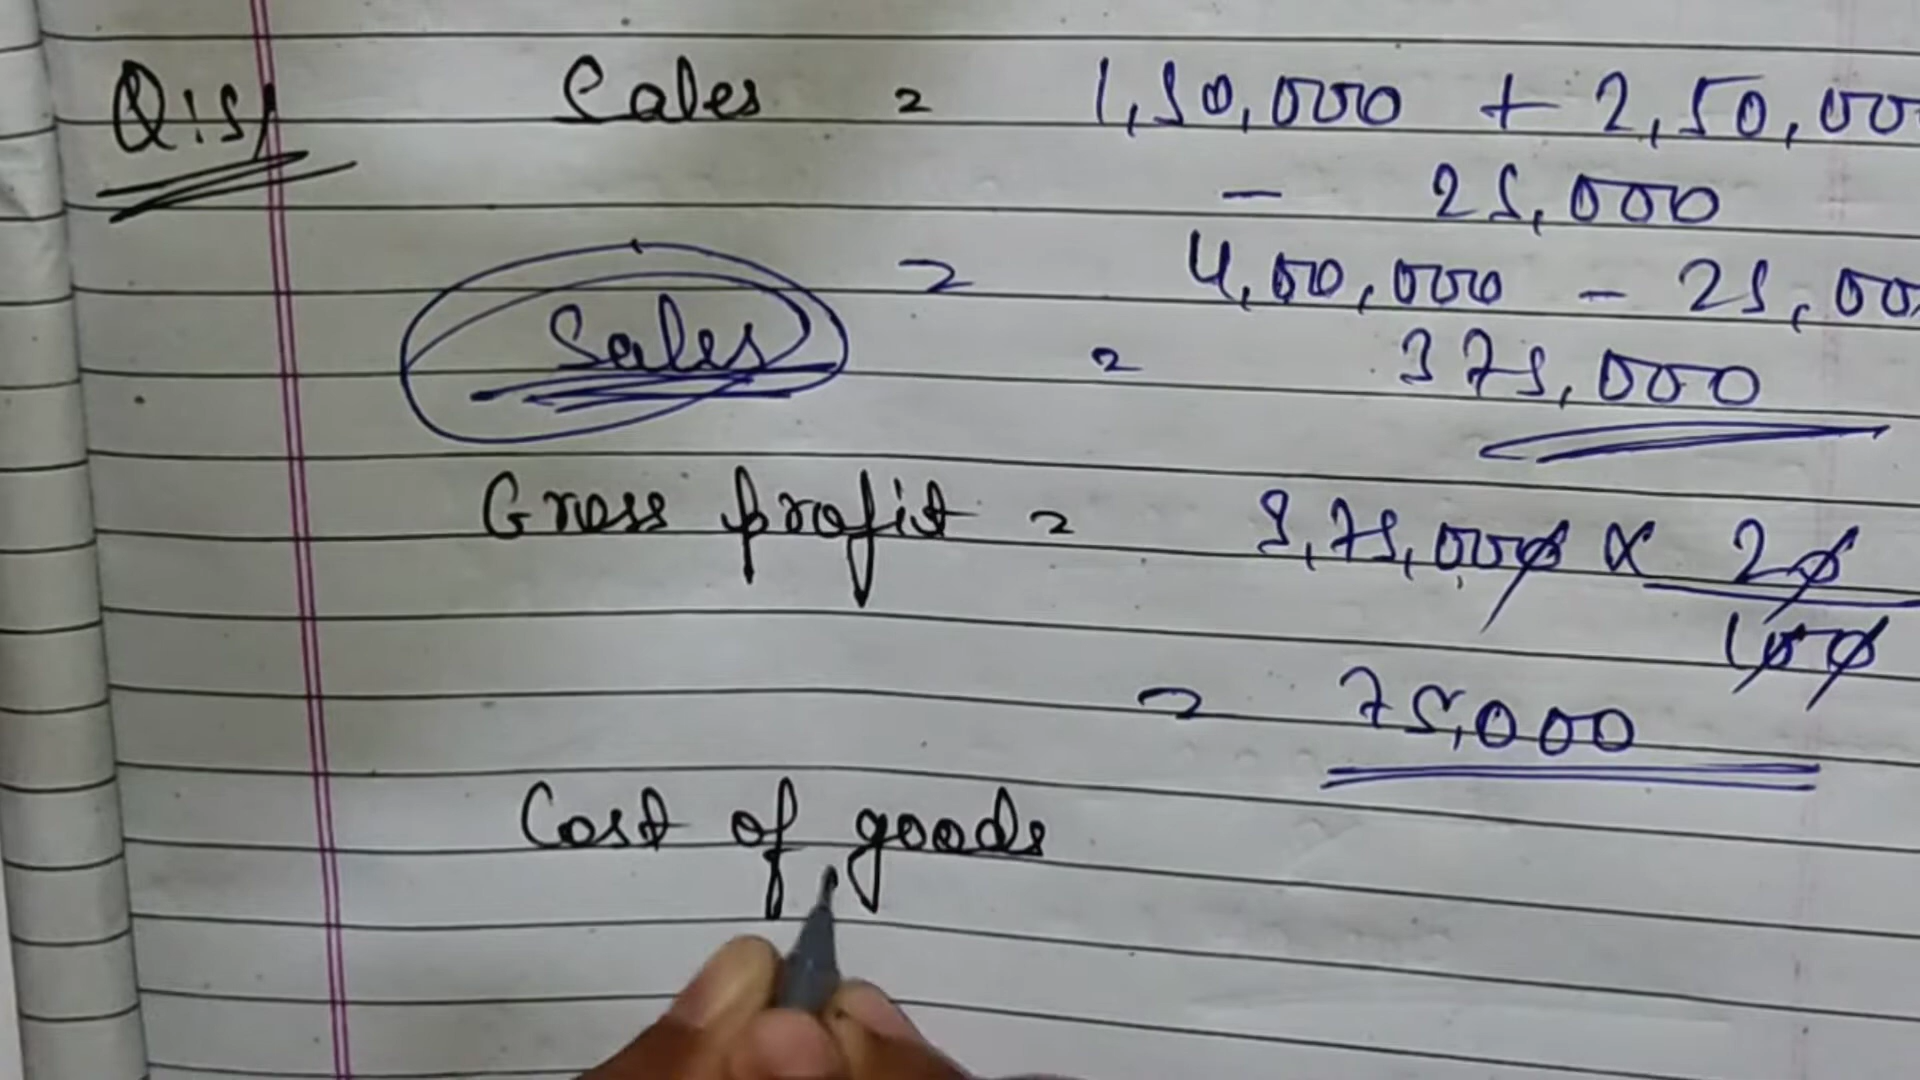 Q:5) Sales = 1,50,000 + 2,50,00
- 25,000
= 4,00,000 - 25,00
Sales = 375,000
Gross profit = 3,75,000 × 20/100
= 75,000
Cost of goods